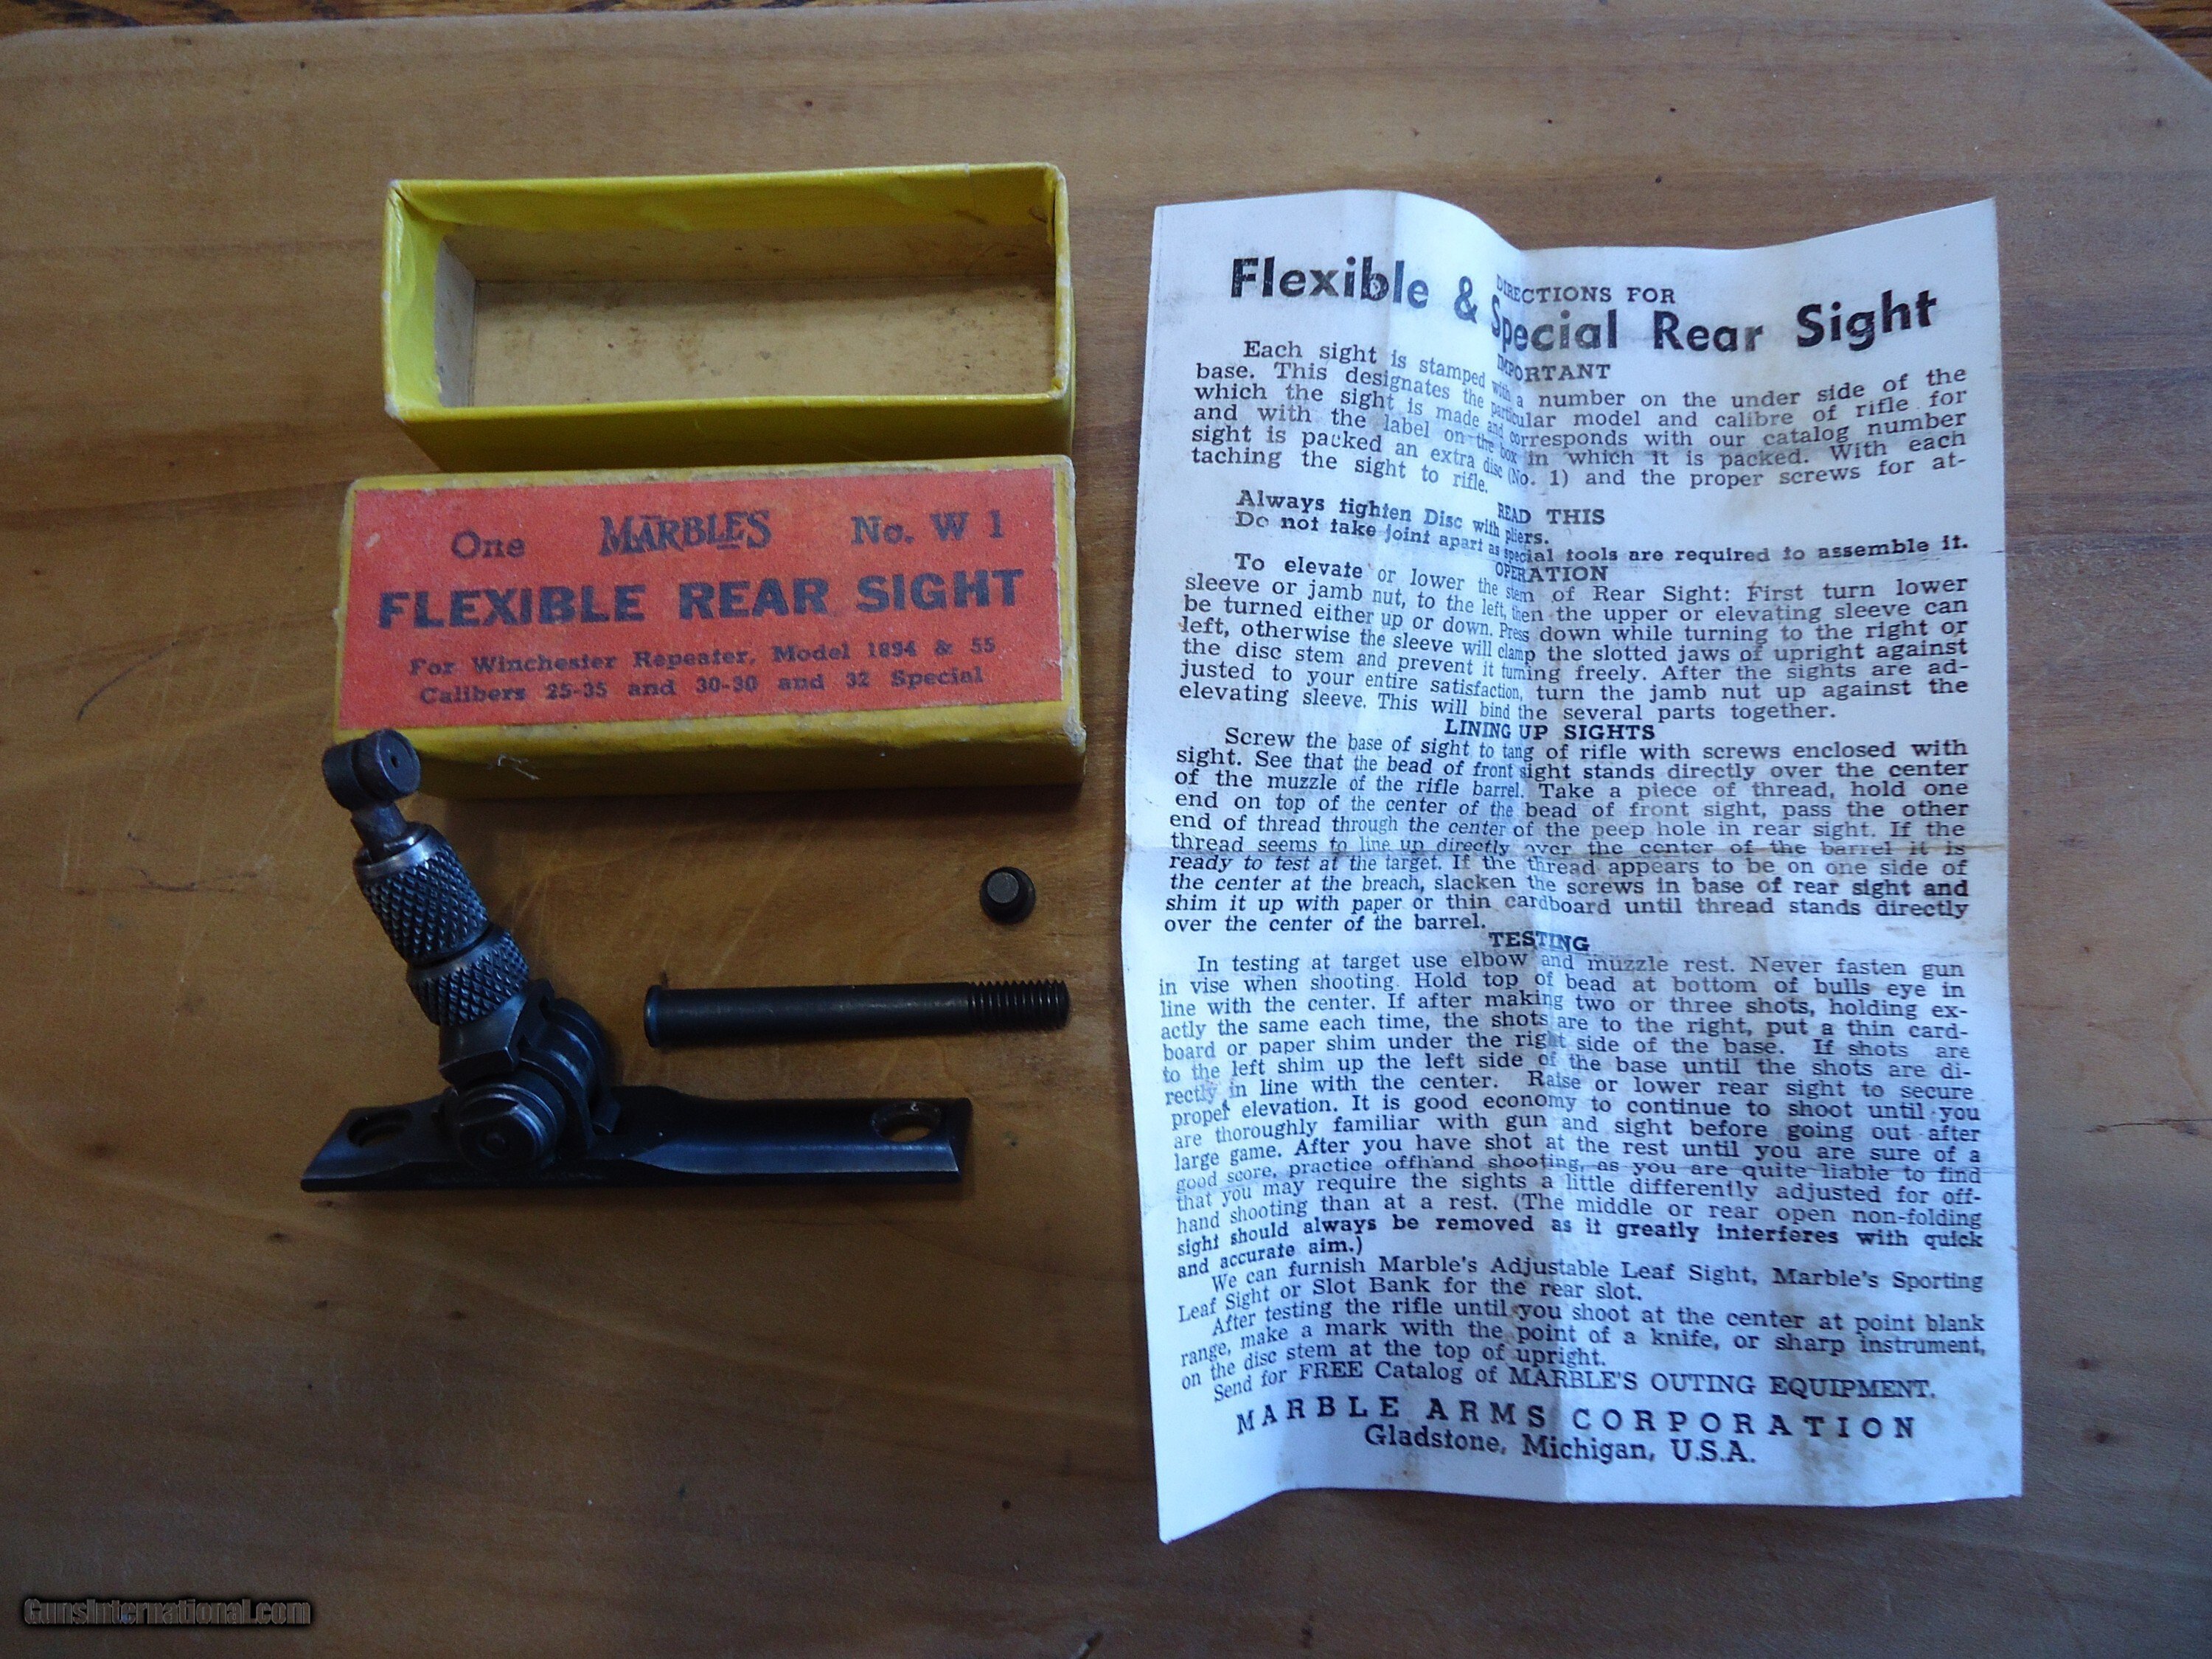 One MARBLES No. W 1
FLEXIBLE REAR SIGHT
For Winchester Repeater, Model 1894 & 55
Calibers 25-35 and 30-30 and 32 Special
DIRECTIONS FOR
Flexible & Special Rear Sight
IMPORTANT
Each sight is stamped with a number on the under side of the
base. This designates the particular model and calibre of rifle for
which the sight is made and corresponds with our catalog number
and with the label on the box in which it is packed. With each
sight is packed an extra disc (No. 1) and the proper screws for at-
taching the sight to rifle.
READ THIS
Always tighten Disc with pliers.
Do not take joint apart as special tools are required to assemble it.
OPERATION
To elevate or lower the stem of Rear Sight: First turn lower
sleeve or jamb nut, to the left, then the upper or elevating sleeve can
be turned either up or down. Press down while turning to the right or
left, otherwise the sleeve will clamp the slotted jaws of upright against
the disc stem and prevent it turning freely. After the sights are ad-
justed to your entire satisfaction, turn the jamb nut up against the
elevating sleeve. This will bind the several parts together.
LINING UP SIGHTS
Screw the base of sight to tang of rifle with screws enclosed with
sight. See that the bead of front sight stands directly over the center
of the muzzle of the rifle barrel. Take a piece of thread, hold one
end on top of the center of the bead of front sight, pass the other
end of thread through the center of the peep hole in rear sight. If the
thread seems to line up directly over the center of the barrel it is
ready to test at the target. If the thread appears to be on one side of
the center at the breach, slacken the screws in base of rear sight and
shim it up with paper or thin cardboard until thread stands directly
over the center of the barrel.
TESTING
In testing at target use elbow and muzzle rest. Never fasten gun
in vise when shooting. Hold top of bead at bottom of bulls eye in
line with the center. If after making two or three shots, holding ex-
actly the same each time, the shots are to the right, put a thin card-
board or paper shim under the right side of the base. If shots are
to the left shim up the left side of the base until the shots are di-
rectly in line with the center. Raise or lower rear sight to secure
proper elevation. It is good economy to continue to shoot until you
are thoroughly familiar with gun and sight before going out after
large game. After you have shot at the rest until you are sure of a
good score, practice offhand shooting, as you are quite liable to find
that you may require the sights a little differently adjusted for off-
hand shooting than at a rest. (The middle or rear open non-folding
sight should always be removed as it greatly interferes with quick
and accurate aim.)
We can furnish Marble's Adjustable Leaf Sight, Marble's Sporting
Leaf Sight or Slot Bank for the rear slot.
After testing the rifle until you shoot at the center at point blank
range, make a mark with the point of a knife, or sharp instrument,
on the disc stem at the top of upright.
Send for FREE Catalog of MARBLE'S OUTING EQUIPMENT.
MARBLE ARMS CORPORATION
Gladstone, Michigan, U.S.A.
GunsInternational.com